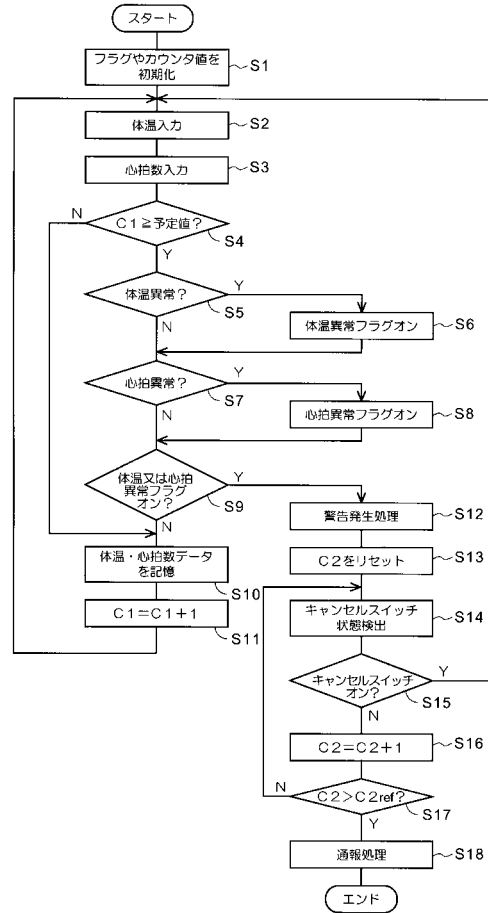 スタート
フラグやカウンタ値を
初期化
S1
体温入力
S2
心拍数入力
S3
C1≧予定値?
S4
N
Y
体温異常?
S5
Y
N
体温異常フラグオン
S6
心拍異常?
S7
Y
N
心拍異常フラグオン
S8
体温又は心拍
異常フラグ
オン?
S9
Y
N
体温・心拍数データ
を記憶
S10
C1=C1+1
S11
警告発生処理
S12
C2をリセット
S13
キャンセルスイッチ
状態検出
S14
キャンセルスイッチ
オン?
S15
Y
N
C2=C2+1
S16
C2>C2ref?
S17
N
Y
通報処理
S18
エンド